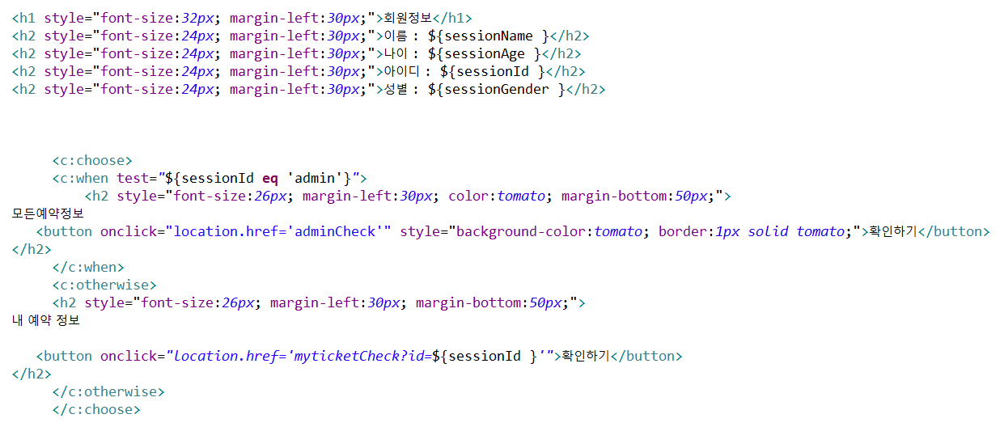 <h1 style="font-size:32px; margin-left:30px;">회원정보</h1>
<h2 style="font-size:24px; margin-left:30px;">이름 : ${sessionName }</h2>
<h2 style="font-size:24px; margin-left:30px;">나이 : ${sessionAge }</h2>
<h2 style="font-size:24px; margin-left:30px;">아이디 : ${sessionId }</h2>
<h2 style="font-size:24px; margin-left:30px;">성별 : ${sessionGender }</h2>
<c:choose>
<c:when test="${sessionId eq 'admin'}">
<h2 style="font-size:26px; margin-left:30px; color:tomato; margin-bottom:50px;">
모든예약정보
<button onclick="location.href='adminCheck'" style="background-color:tomato; border:1px solid tomato;">확인하기</button>
</h2>
</c:when>
<c:otherwise>
<h2 style="font-size:26px; margin-left:30px; margin-bottom:50px;">
내 예약 정보
<button onclick="location.href='myticketCheck?id=${sessionId }'">확인하기</button>
</h2>
</c:otherwise>
</c:choose>